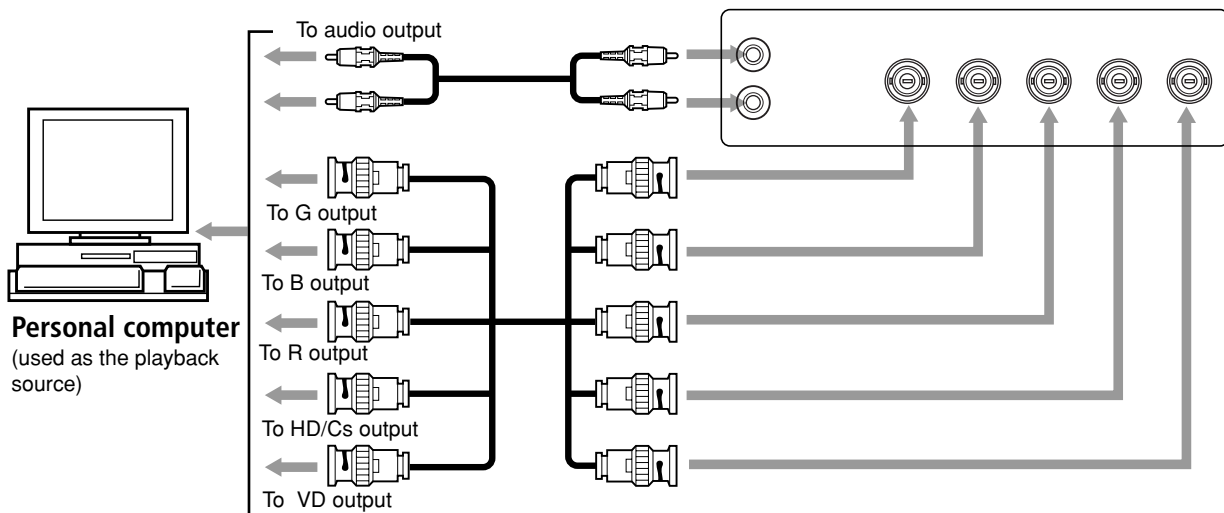 To audio output
To G output
To B output
Personal computer
(used as the playback
source)
To R output
To HD/Cs output
To VD output